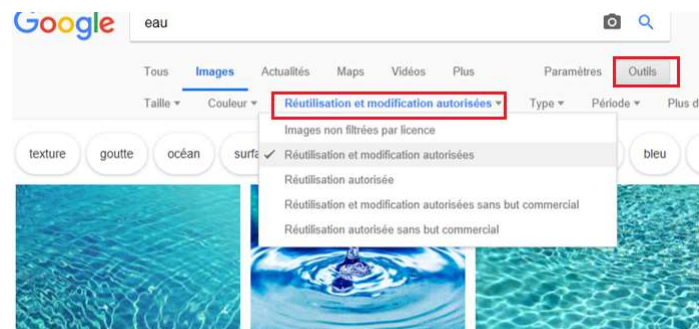 Google eau
Tous Images Actualités Maps Vidéos Plus Paramètres Outils
Taille Couleur Réutilisation et modification autorisées Type Période Plus d
Images non filtrées par licence
texture goutte océan surfa Réutilisation et modification autorisées bleu
Réutilisation autorisée
Réutilisation et modification autorisées sans but commercial
Réutilisation autorisée sans but commercial